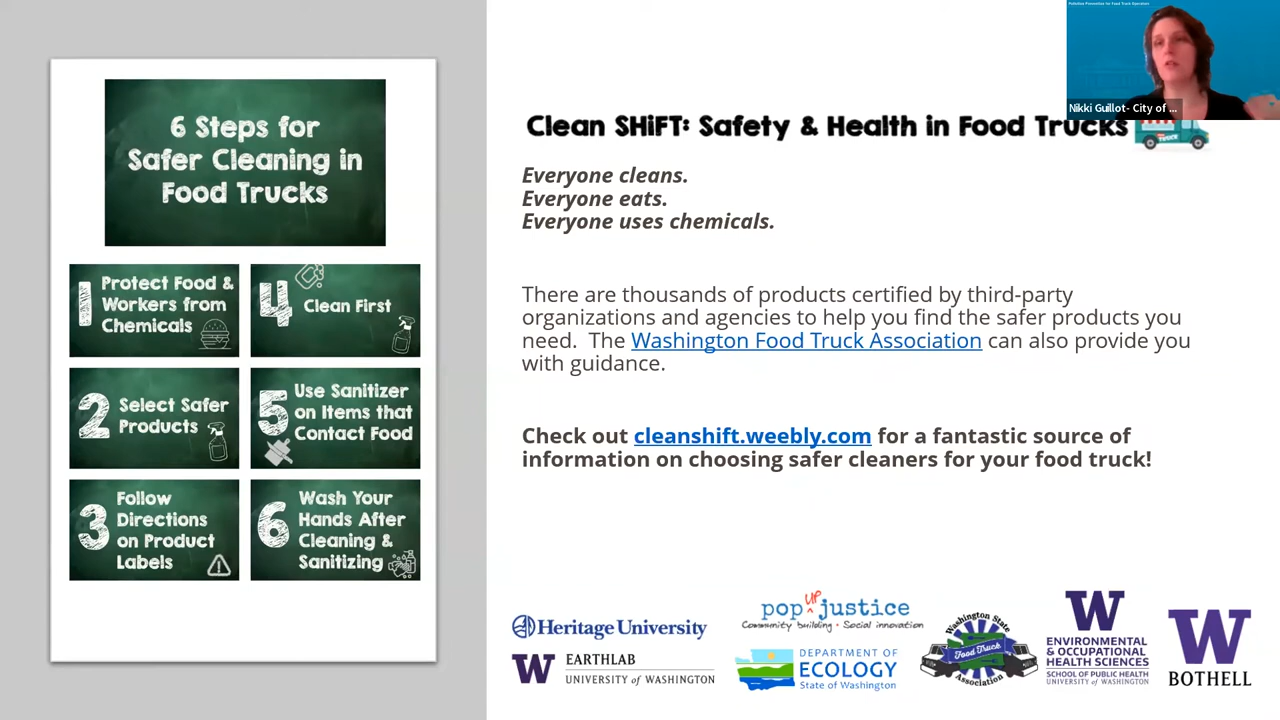 Pollution Prevention for Food Truck Operators
Nikki Guillot- City of ...
6 Steps for
Safer Cleaning in
Food Trucks
1
Protect Food &
Workers from
Chemicals
4
Clean First
2
Select Safer
Products
5
Use Sanitizer
on Items that
Contact Food
3
Follow
Directions
on Product
Labels
6
Wash Your
Hands After
Cleaning &
Sanitizing
Clean SHiFT: Safety & Health in Food Trucks
Everyone cleans.
Everyone eats.
Everyone uses chemicals.
There are thousands of products certified by third-party
organizations and agencies to help you find the safer products you
need. The Washington Food Truck Association can also provide you
with guidance.
Check out cleanshift.weebly.com for a fantastic source of
information on choosing safer cleaners for your food truck!
Heritage University
W EARTHLAB
UNIVERSITY of WASHINGTON
pop UP justice
Community building · Social innovation
DEPARTMENT OF
ECOLOGY
State of Washington
Washington State
Food Truck
Association
W
ENVIRONMENTAL
& OCCUPATIONAL
HEALTH SCIENCES
SCHOOL OF PUBLIC HEALTH
UNIVERSITY of WASHINGTON
W
BOTHELL